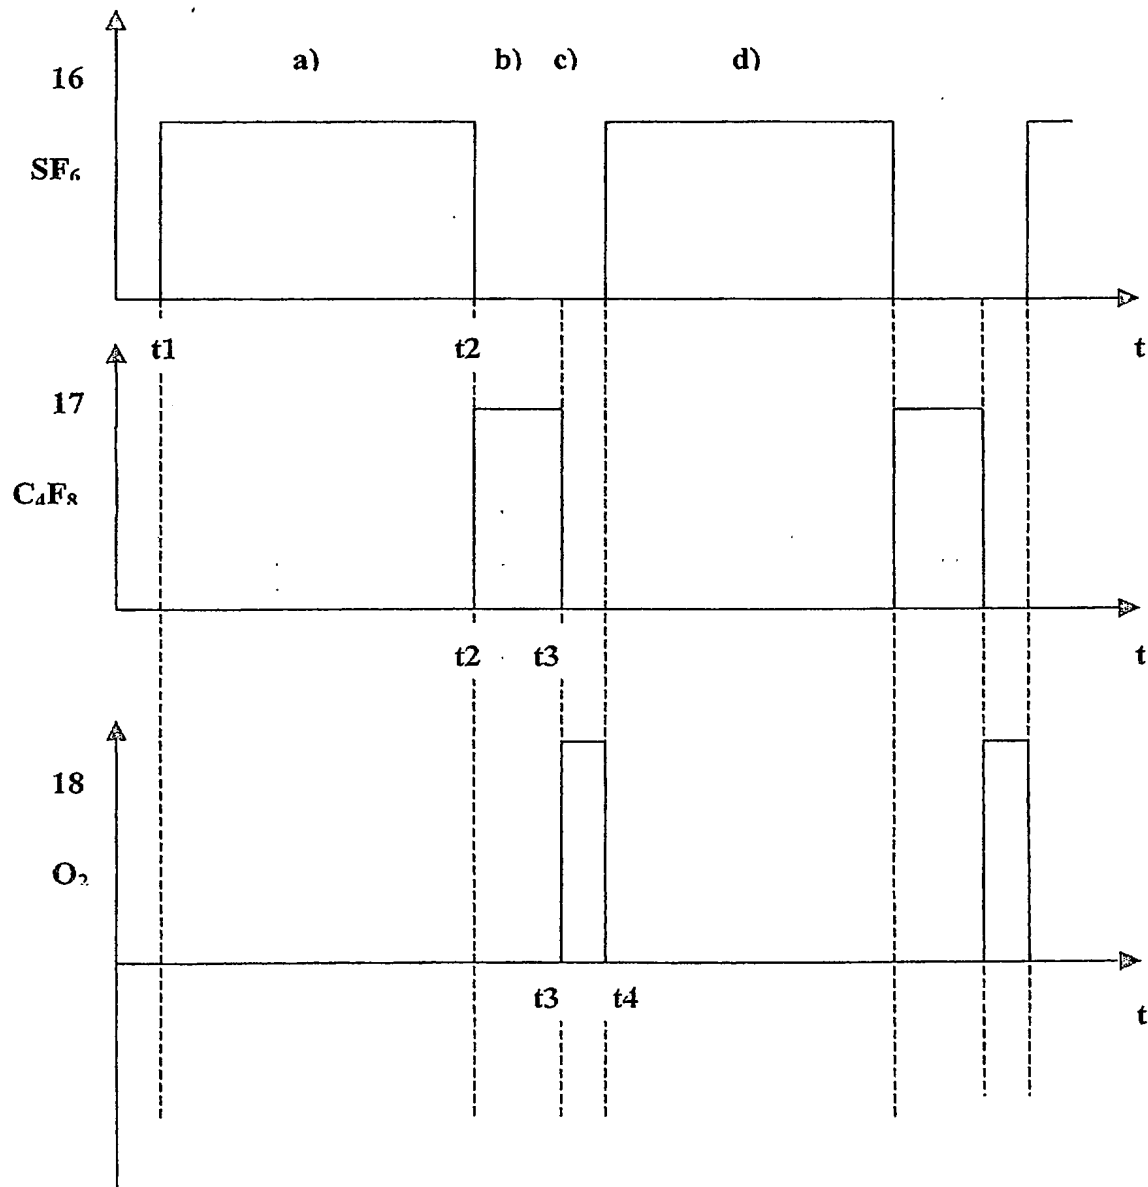 a) b) c) d)
16
SF₆
t1 t2 t
17
C₄F₈
t2 t3 t
18
O₂
t3 t4 t